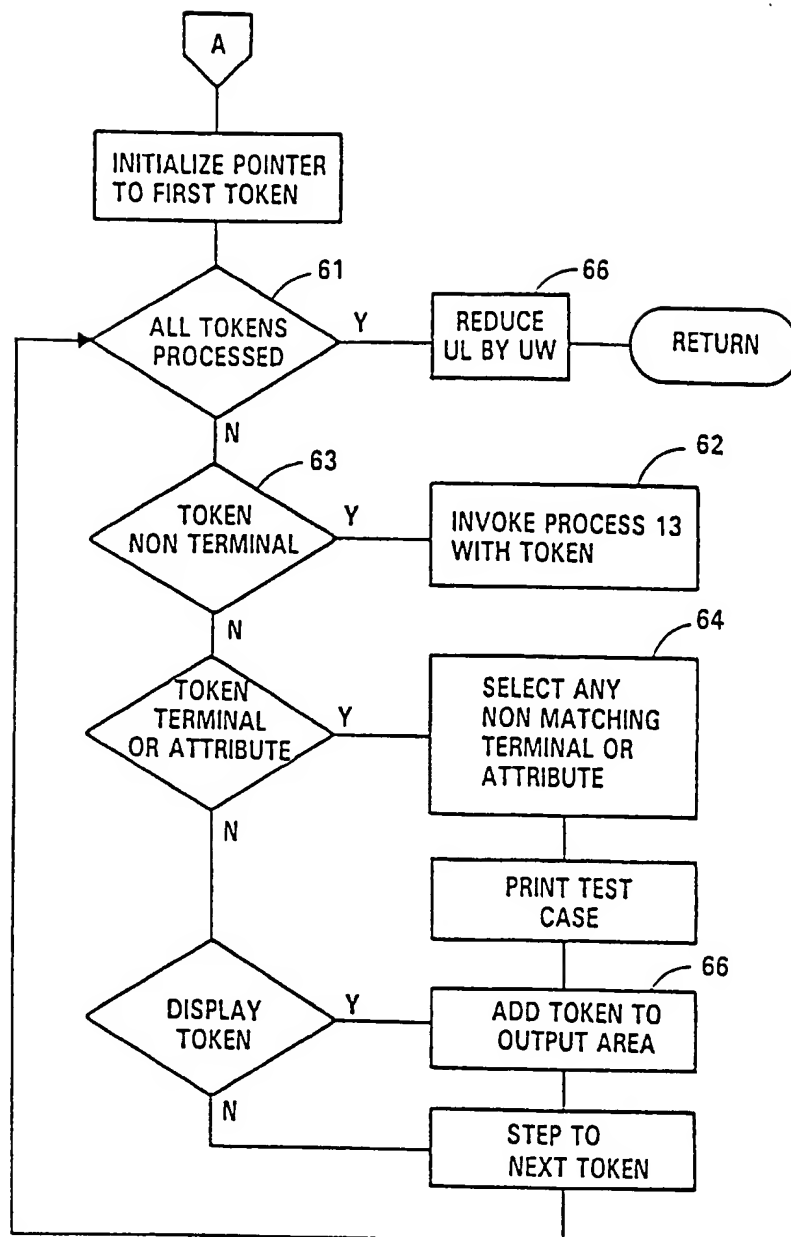 A
INITIALIZE POINTER
TO FIRST TOKEN
61
ALL TOKENS
PROCESSED
Y
66
REDUCE
UL BY UW
RETURN
N
63
TOKEN
NON TERMINAL
Y
62
INVOKE PROCESS 13
WITH TOKEN
N
TOKEN
TERMINAL
OR ATTRIBUTE
Y
64
SELECT ANY
NON MATCHING
TERMINAL OR
ATTRIBUTE
N
PRINT TEST
CASE
DISPLAY
TOKEN
Y
66
ADD TOKEN TO
OUTPUT AREA
N
STEP TO
NEXT TOKEN